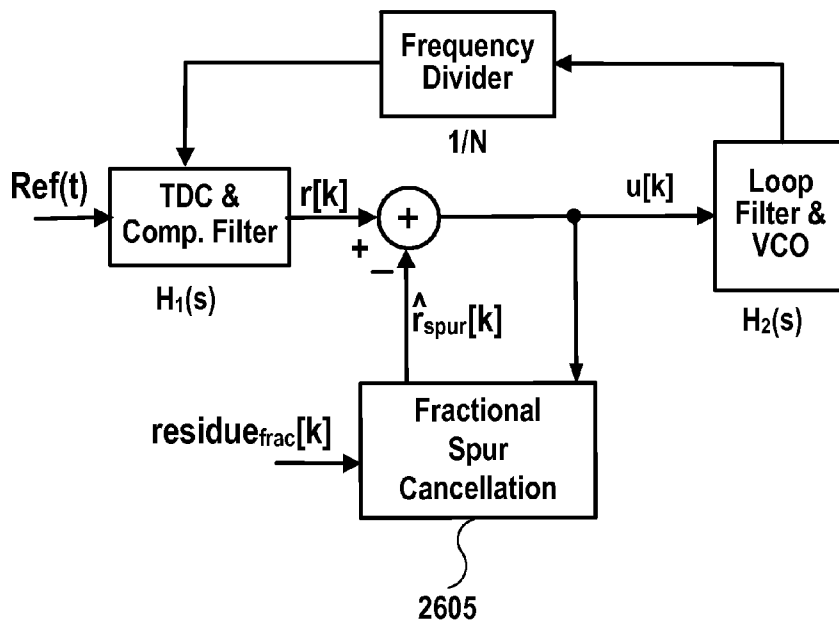 Frequency
Divider
1/N
Ref(t)
TDC &
Comp. Filter
H₁(s)
r[k]
+
+
−
u[k]
Loop
Filter &
VCO
H₂(s)
r̂spur[k]
residuefrac[k]
Fractional
Spur
Cancellation
2605